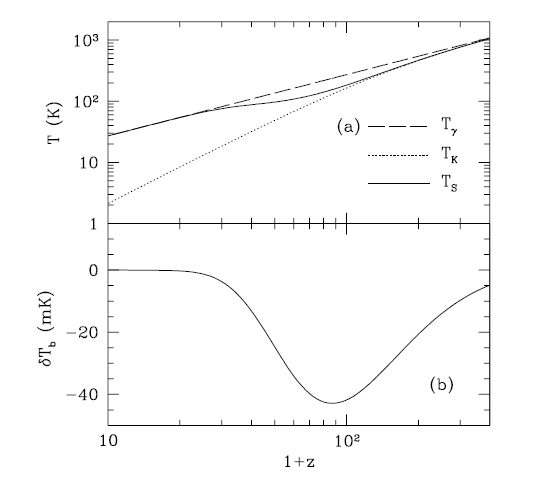 10³
10²
10
1
T (K)
(a)
T_γ
T_K
T_S
0
−20
−40
δT_b (mK)
(b)
10
10²
1+z